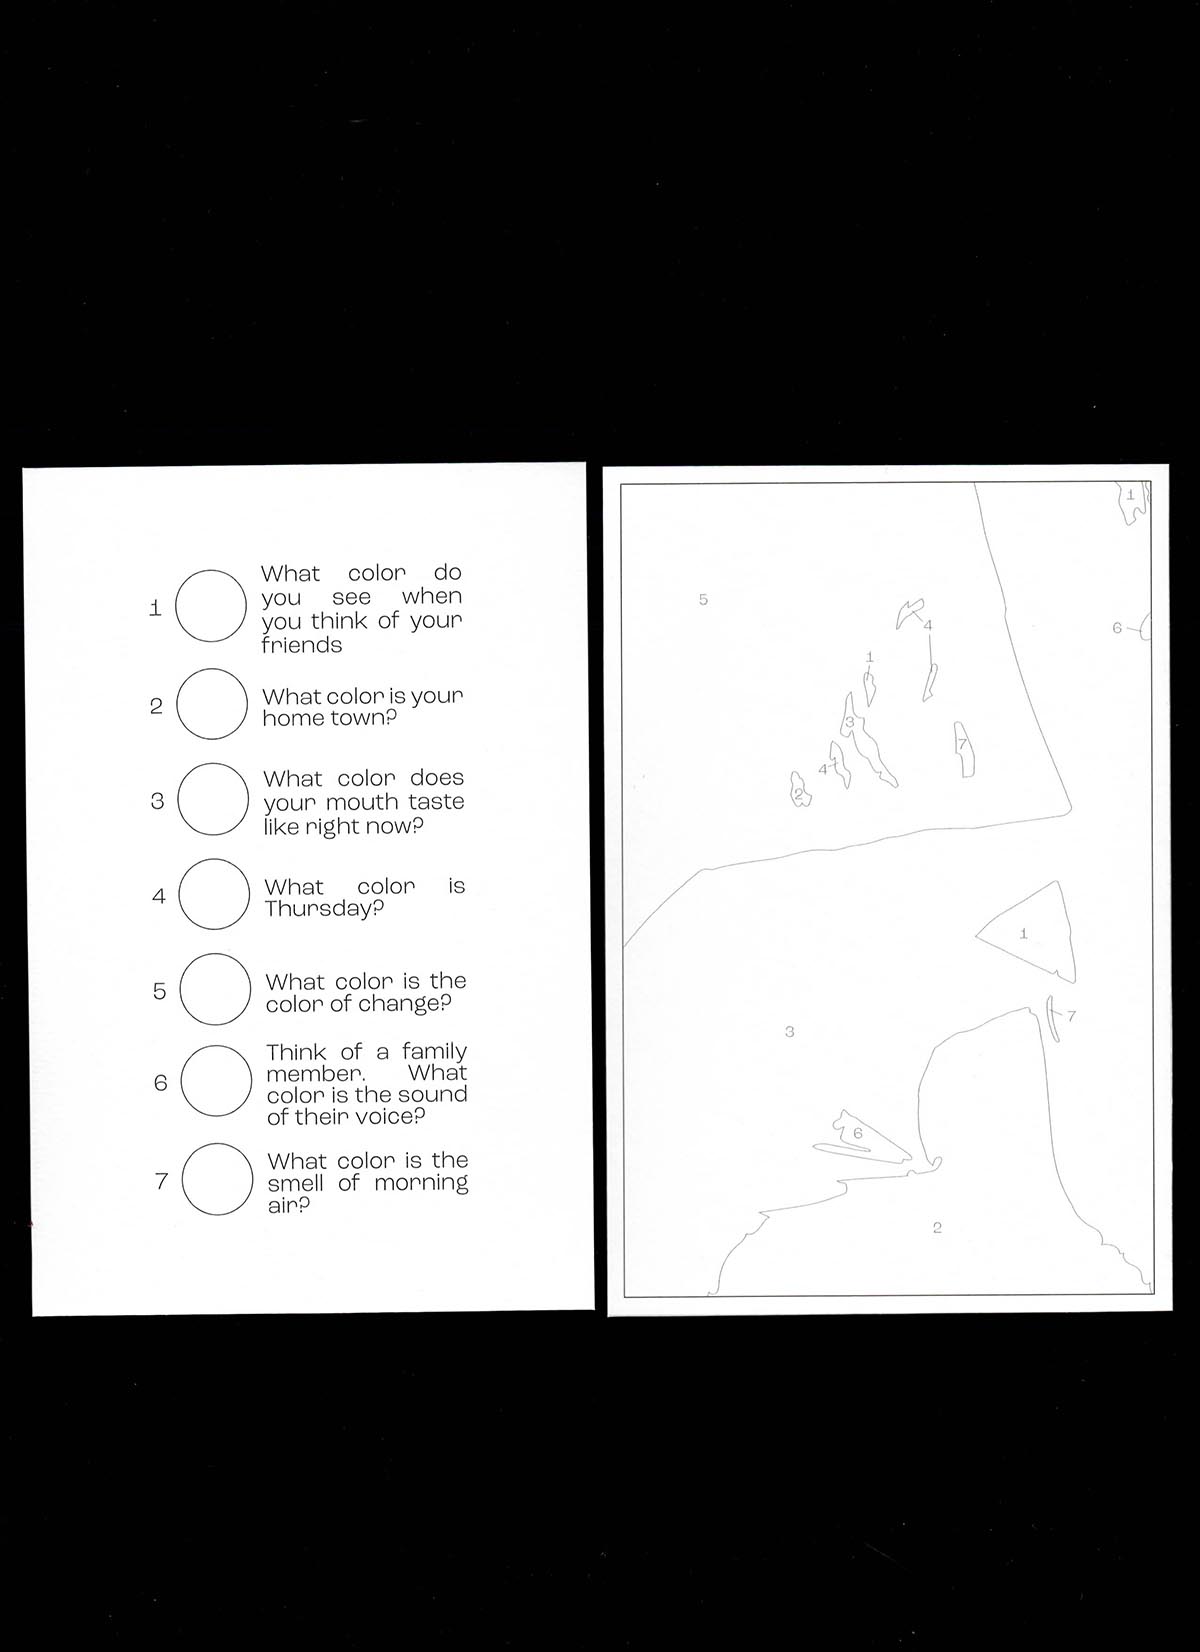 1
What color do
you see when
you think of your
friends
2
What color is your
home town?
3
What color does
your mouth taste
like right now?
4
What color is
Thursday?
5
What color is the
color of change?
6
Think of a family
member. What
color is the sound
of their voice?
7
What color is the
smell of morning
air?
1
5
4
6
1
3
7
4
2
1
7
3
6
2